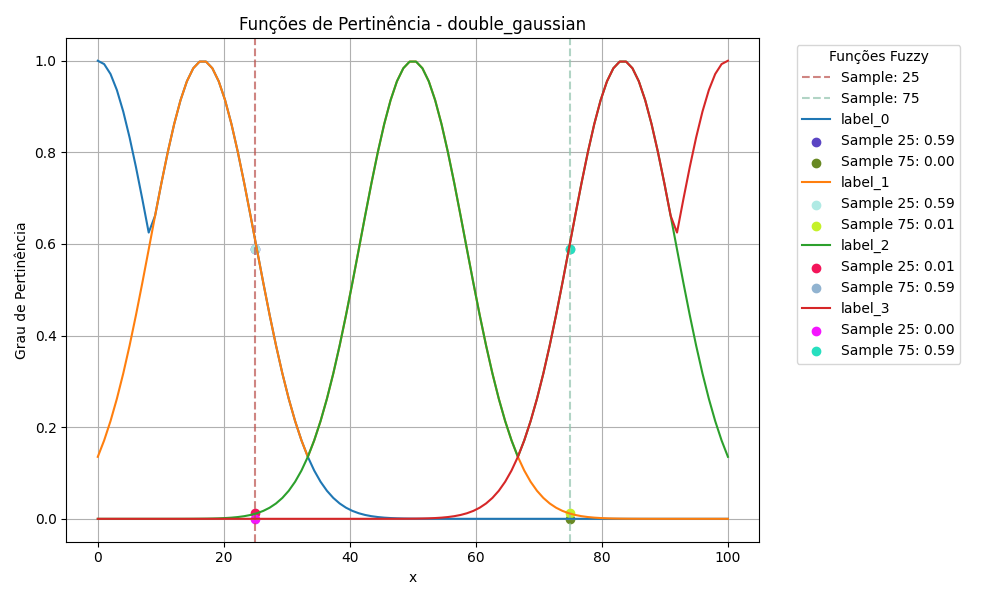 Funções de Pertinência - double_gaussian
Grau de Pertinência
1.0
0.8
0.6
0.4
0.2
0.0
0
20
40
60
80
100
x
Funções Fuzzy
Sample: 25
Sample: 75
label_0
Sample 25: 0.59
Sample 75: 0.00
label_1
Sample 25: 0.59
Sample 75: 0.01
label_2
Sample 25: 0.01
Sample 75: 0.59
label_3
Sample 25: 0.00
Sample 75: 0.59